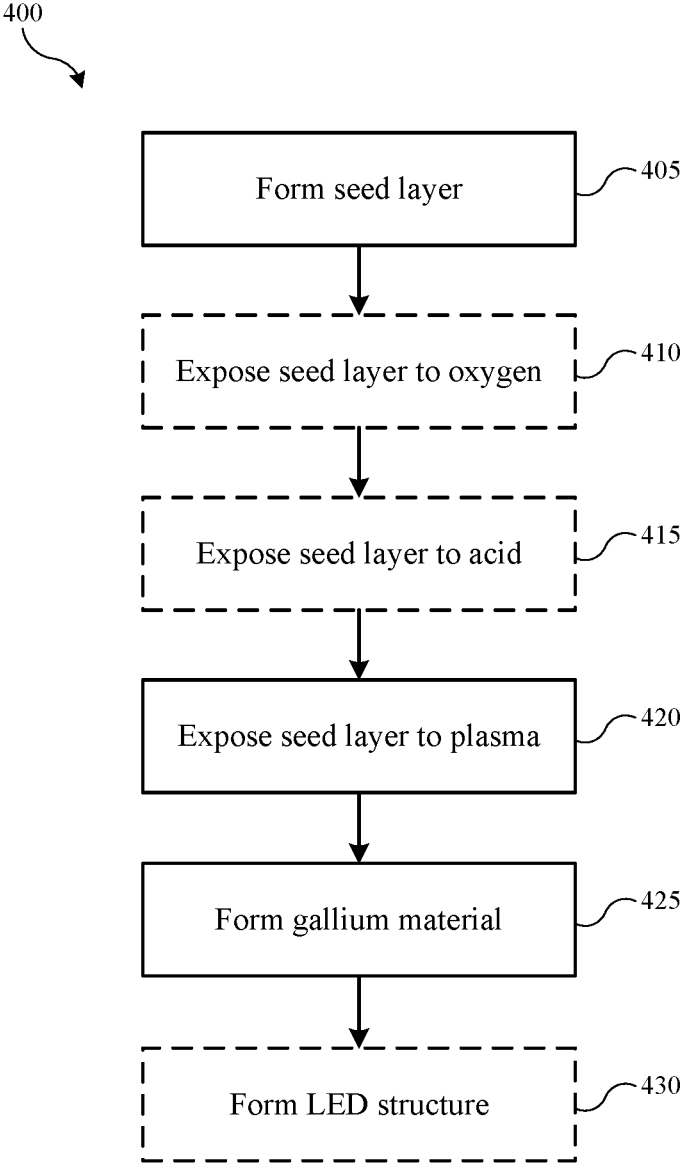 400
Form seed layer
405
Expose seed layer to oxygen
410
Expose seed layer to acid
415
Expose seed layer to plasma
420
Form gallium material
425
Form LED structure
430